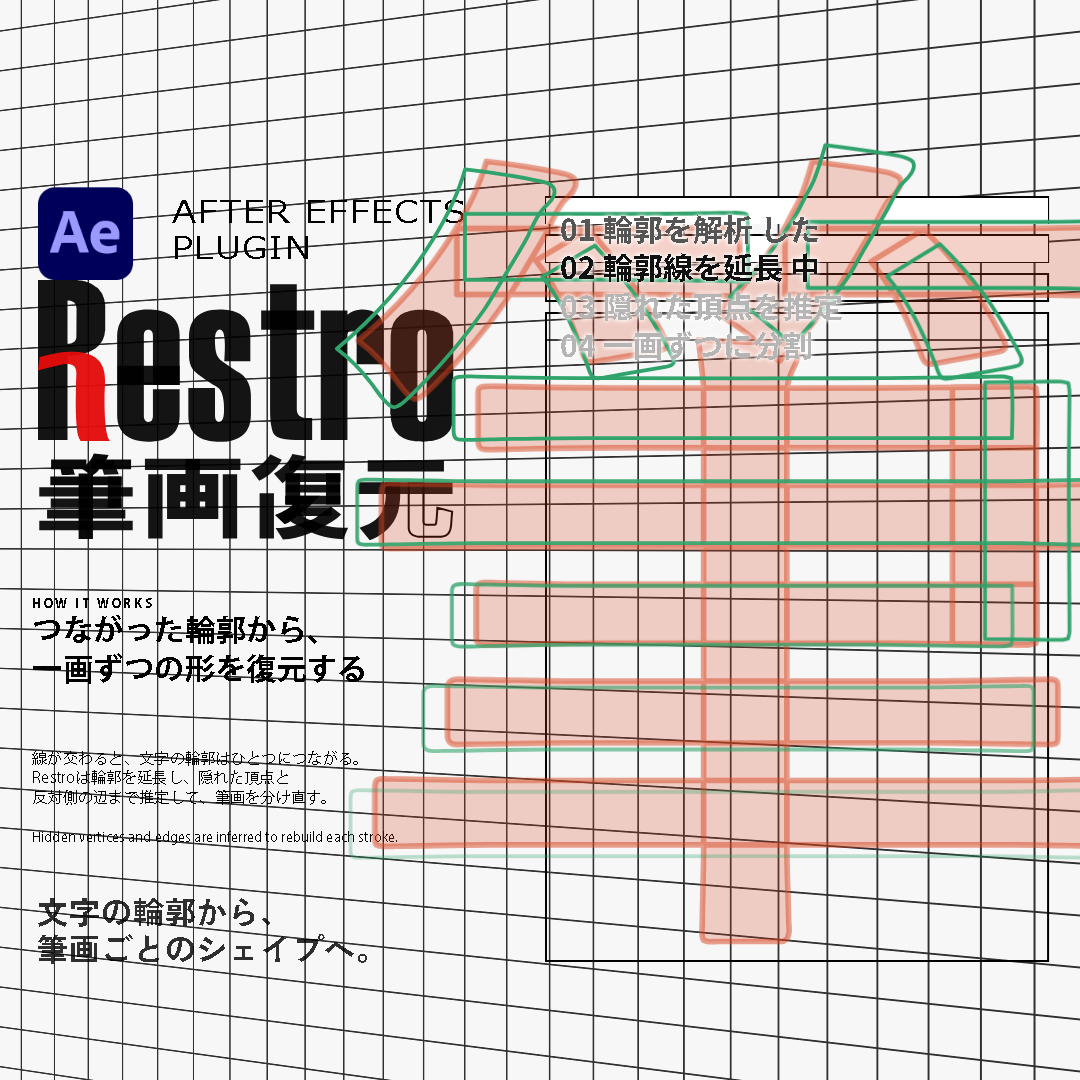 Ae
AFTER EFFECTS
PLUGIN
Restro
筆画復元
HOW IT WORKS
つながった輪郭から、
一画ずつの形を復元する
線が交わると、文字の輪郭はひとつにつながる。
Restroは輪郭を延長し、隠れた頂点と
反対側の辺まで推定して、筆画を分け直す。
Hidden vertices and edges are inferred to rebuild each stroke.
文字の輪郭から、
筆画ごとのシェイプへ。
01 輪郭を解析 した
02 輪郭線を延長 中
03 隠れた頂点を推定
04 一画ずつに分割
筆